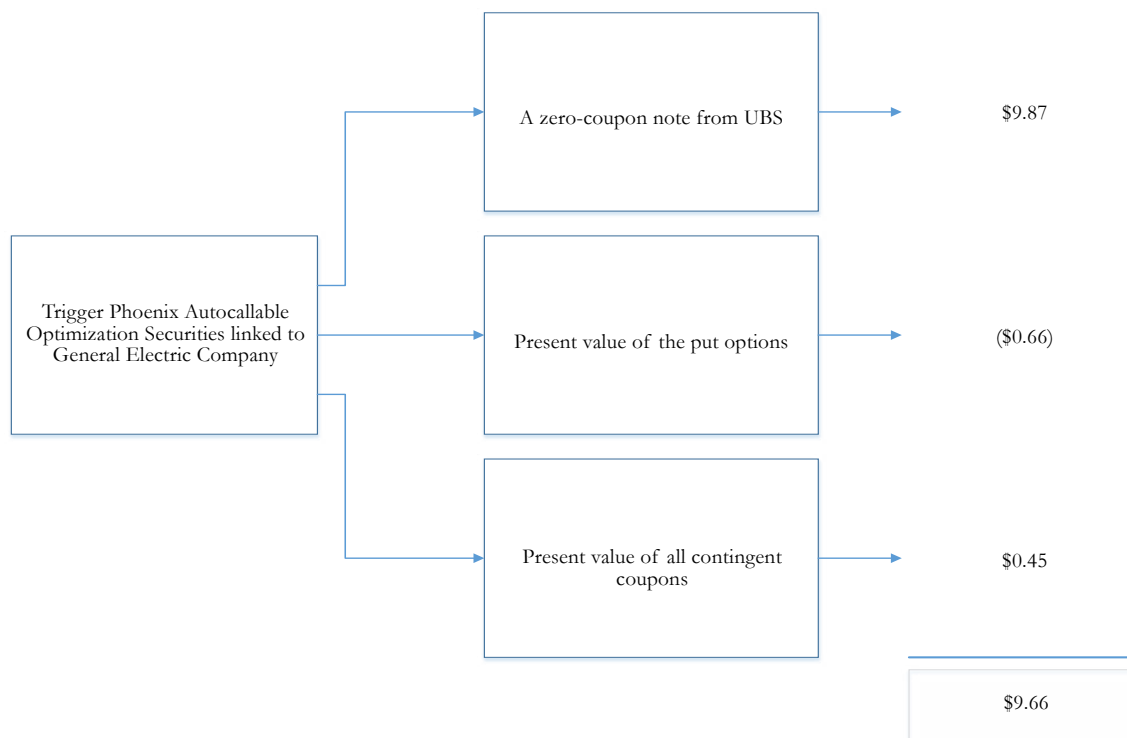 A zero-coupon note from UBS
$9.87
Trigger Phoenix Autocallable
Optimization Securities linked to
General Electric Company
Present value of the put options
($0.66)
Present value of all contingent
coupons
$0.45
$9.66